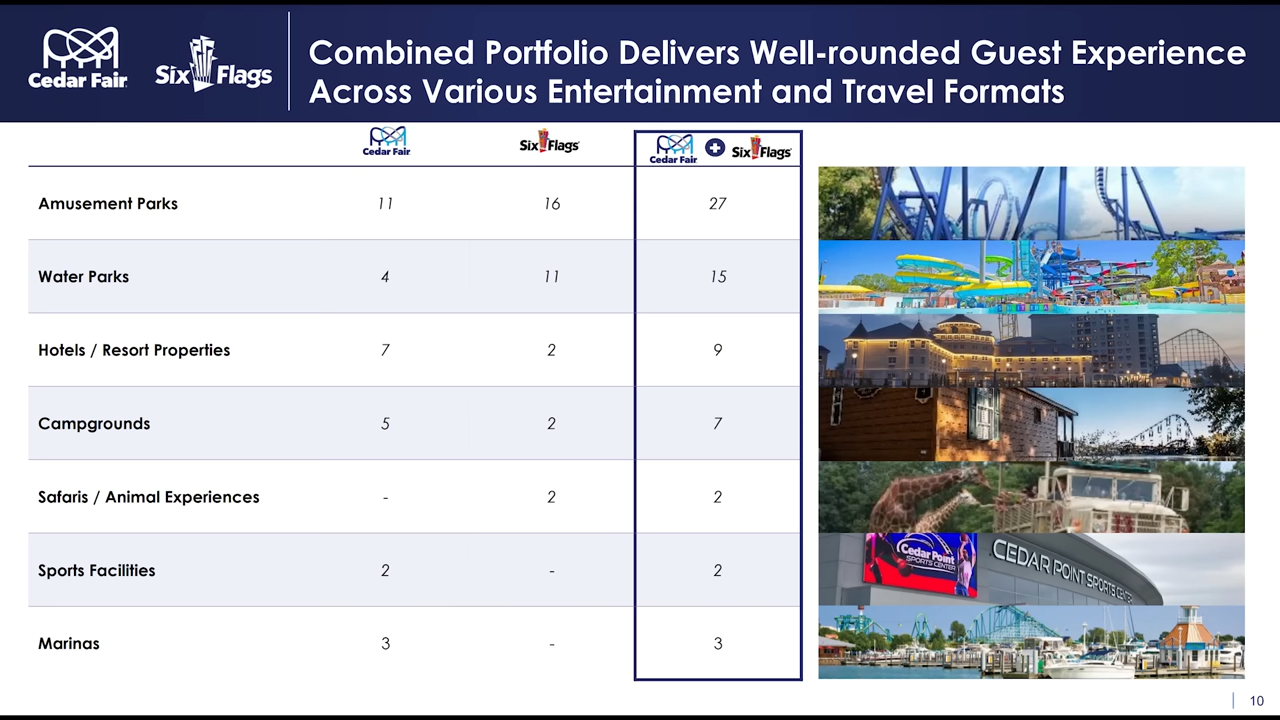 Cedar Fair
Six Flags
Combined Portfolio Delivers Well-rounded Guest Experience
Across Various Entertainment and Travel Formats
Cedar Fair Six Flags Cedar Fair + Six Flags
Amusement Parks 11 16 27
Water Parks 4 11 15
Hotels / Resort Properties 7 2 9
Campgrounds 5 2 7
Safaris / Animal Experiences - 2 2
Sports Facilities 2 - 2
Marinas 3 - 3
Cedar Point
SPORTS CENTER
CEDAR POINT SPORTS CENTER
10